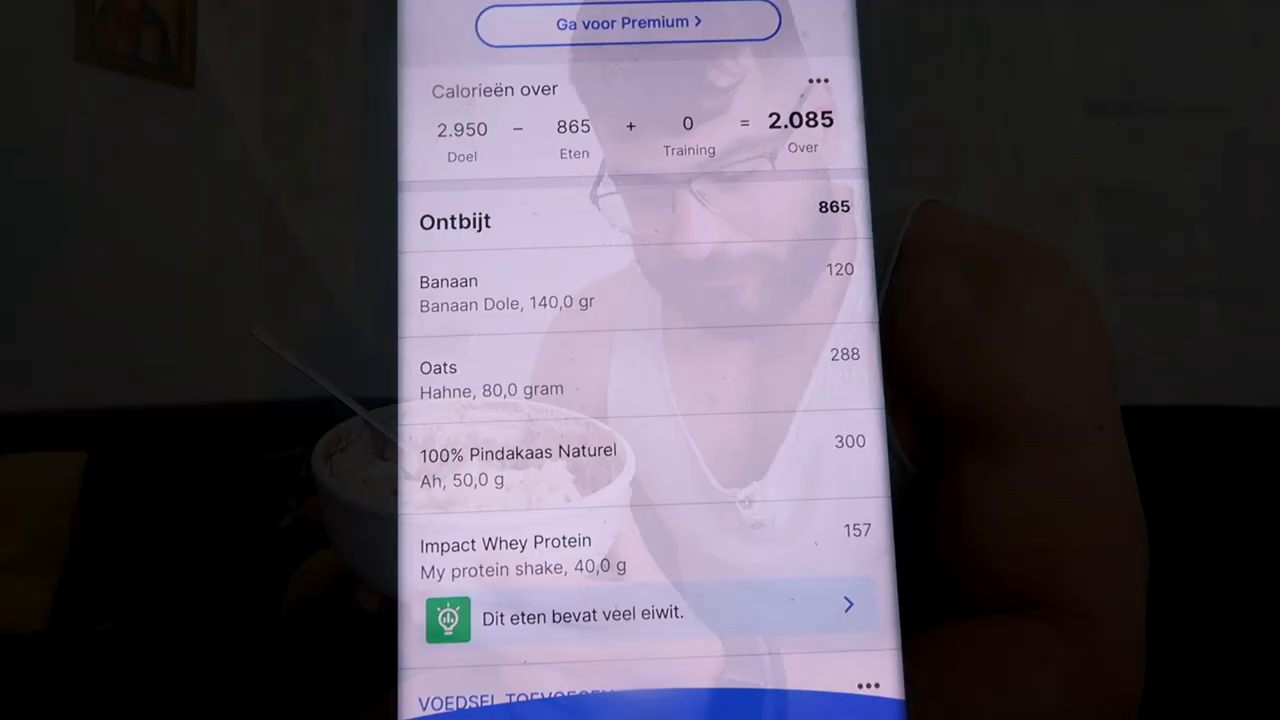 Ga voor Premium >
Calorieën over
2.950 – 865 + 0 = 2.085
Doel Eten Training Over
Ontbijt 865
Banaan 120
Banaan Dole, 140,0 gr
Oats 288
Hahne, 80,0 gram
100% Pindakaas Naturel 300
Ah, 50,0 g
Impact Whey Protein 157
My protein shake, 40,0 g
Dit eten bevat veel eiwit.
VOEDSEL TOEVOEGEN